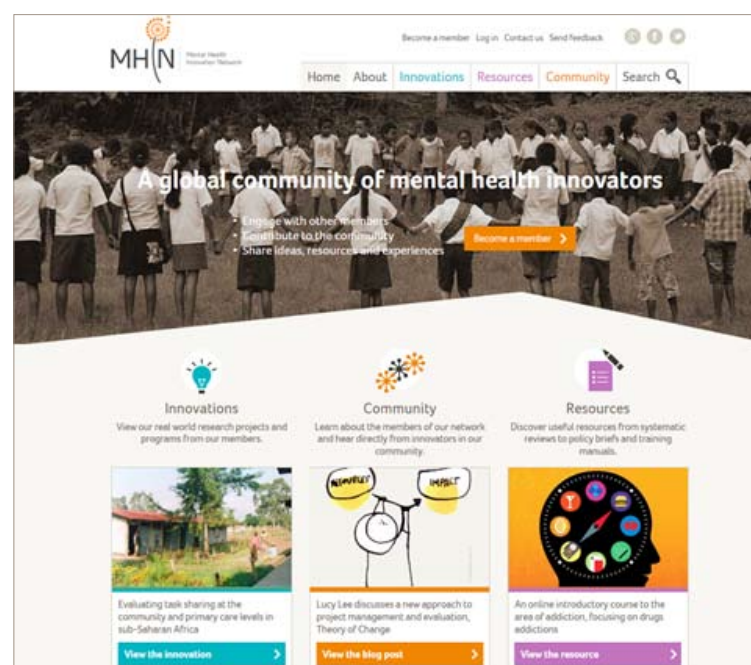 Become a member Log in Contact us Send feedback
MHIN
Mental Health
Innovation Network
Home About Innovations Resources Community Search
A global community of mental health innovators
• Engage with other members
• Contribute to the community
• Share ideas, resources and experiences
Become a member
Innovations
View our real world research projects and
programs from our members.
Community
Learn about the members of our network
and hear directly from innovators in our
community.
Resources
Discover useful resources from systematic
reviews to policy briefs and training
manuals.
IMPACT
Evaluating task sharing at the
community and primary care levels in
sub-Saharan Africa
View the innovation
Lucy Lee discusses a new approach to
project management and evaluation,
Theory of Change
View the blog post
An online introductory course to the
area of addiction, focusing on drugs
addictions
View the resource